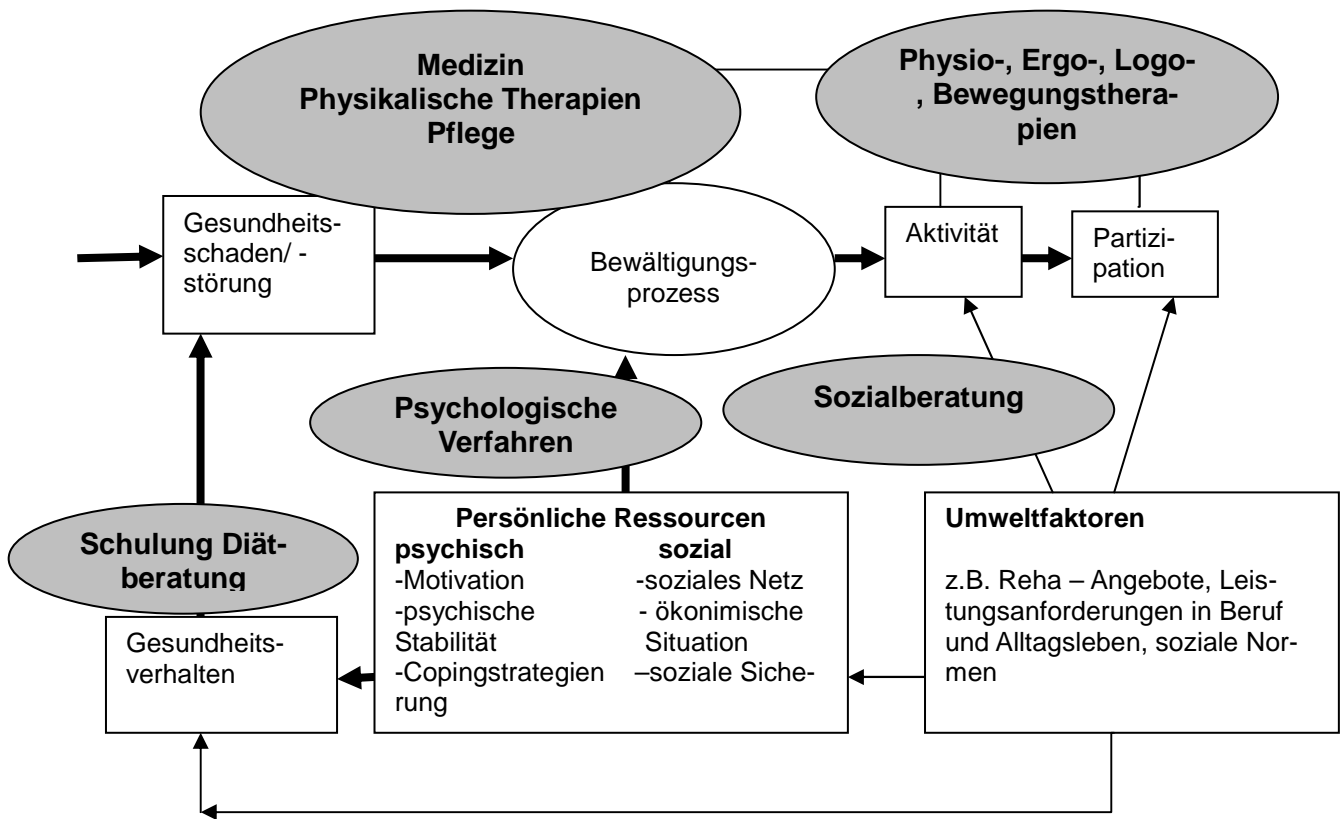 Medizin
Physikalische Therapien
Pflege
Physio-, Ergo-, Logo-
, Bewegungsthera-
pien
Gesundheits-
schaden/ -
störung
Bewältigungs-
prozess
Aktivität
Partizi-
pation
Psychologische
Verfahren
Sozialberatung
Schulung Diät-
beratung
Gesundheits-
verhalten
Persönliche Ressourcen
psychisch sozial
-Motivation -soziales Netz
-psychische - ökonimische
Stabilität Situation
-Copingstrategien –soziale Siche-
rung
Umweltfaktoren
z.B. Reha – Angebote, Leis-
tungsanforderungen in Beruf
und Alltagsleben, soziale Nor-
men